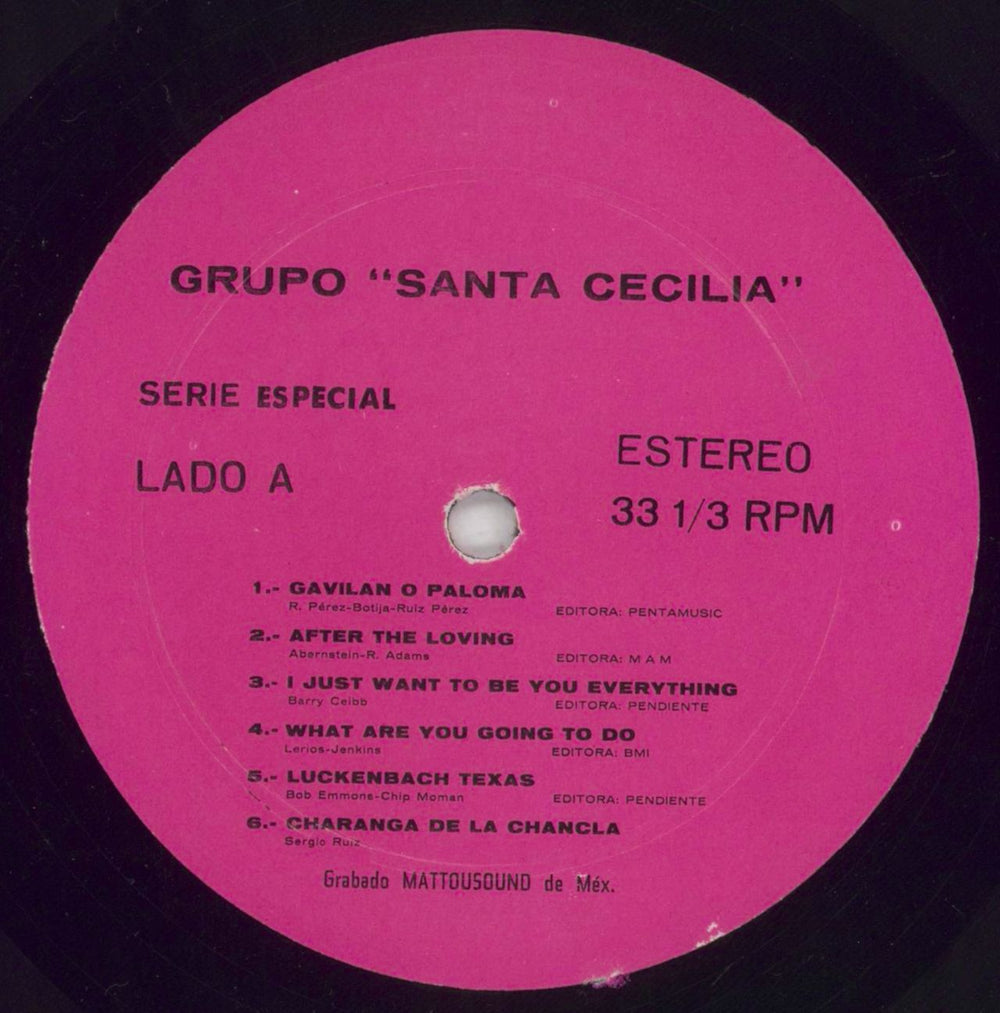 GRUPO “SANTA CECILIA”
SERIE ESPECIAL
LADO A
ESTEREO
33 1/3 RPM
1.- GAVILAN O PALOMA
R. Pérez-Botija-Ruiz Pérez EDITORA: PENTAMUSIC
2.- AFTER THE LOVING
Abernstein-R. Adams EDITORA: M A M
3.- I JUST WANT TO BE YOU EVERYTHING
Barry Ceibb EDITORA: PENDIENTE
4.- WHAT ARE YOU GOING TO DO
Lerios-Jenkins EDITORA: BMI
5.- LUCKENBACH TEXAS
Bob Emmons-Chip Moman EDITORA: PENDIENTE
6.- CHARANGA DE LA CHANCLA
Sergio Ruiz
Grabado MATTOUSOUND de Méx.